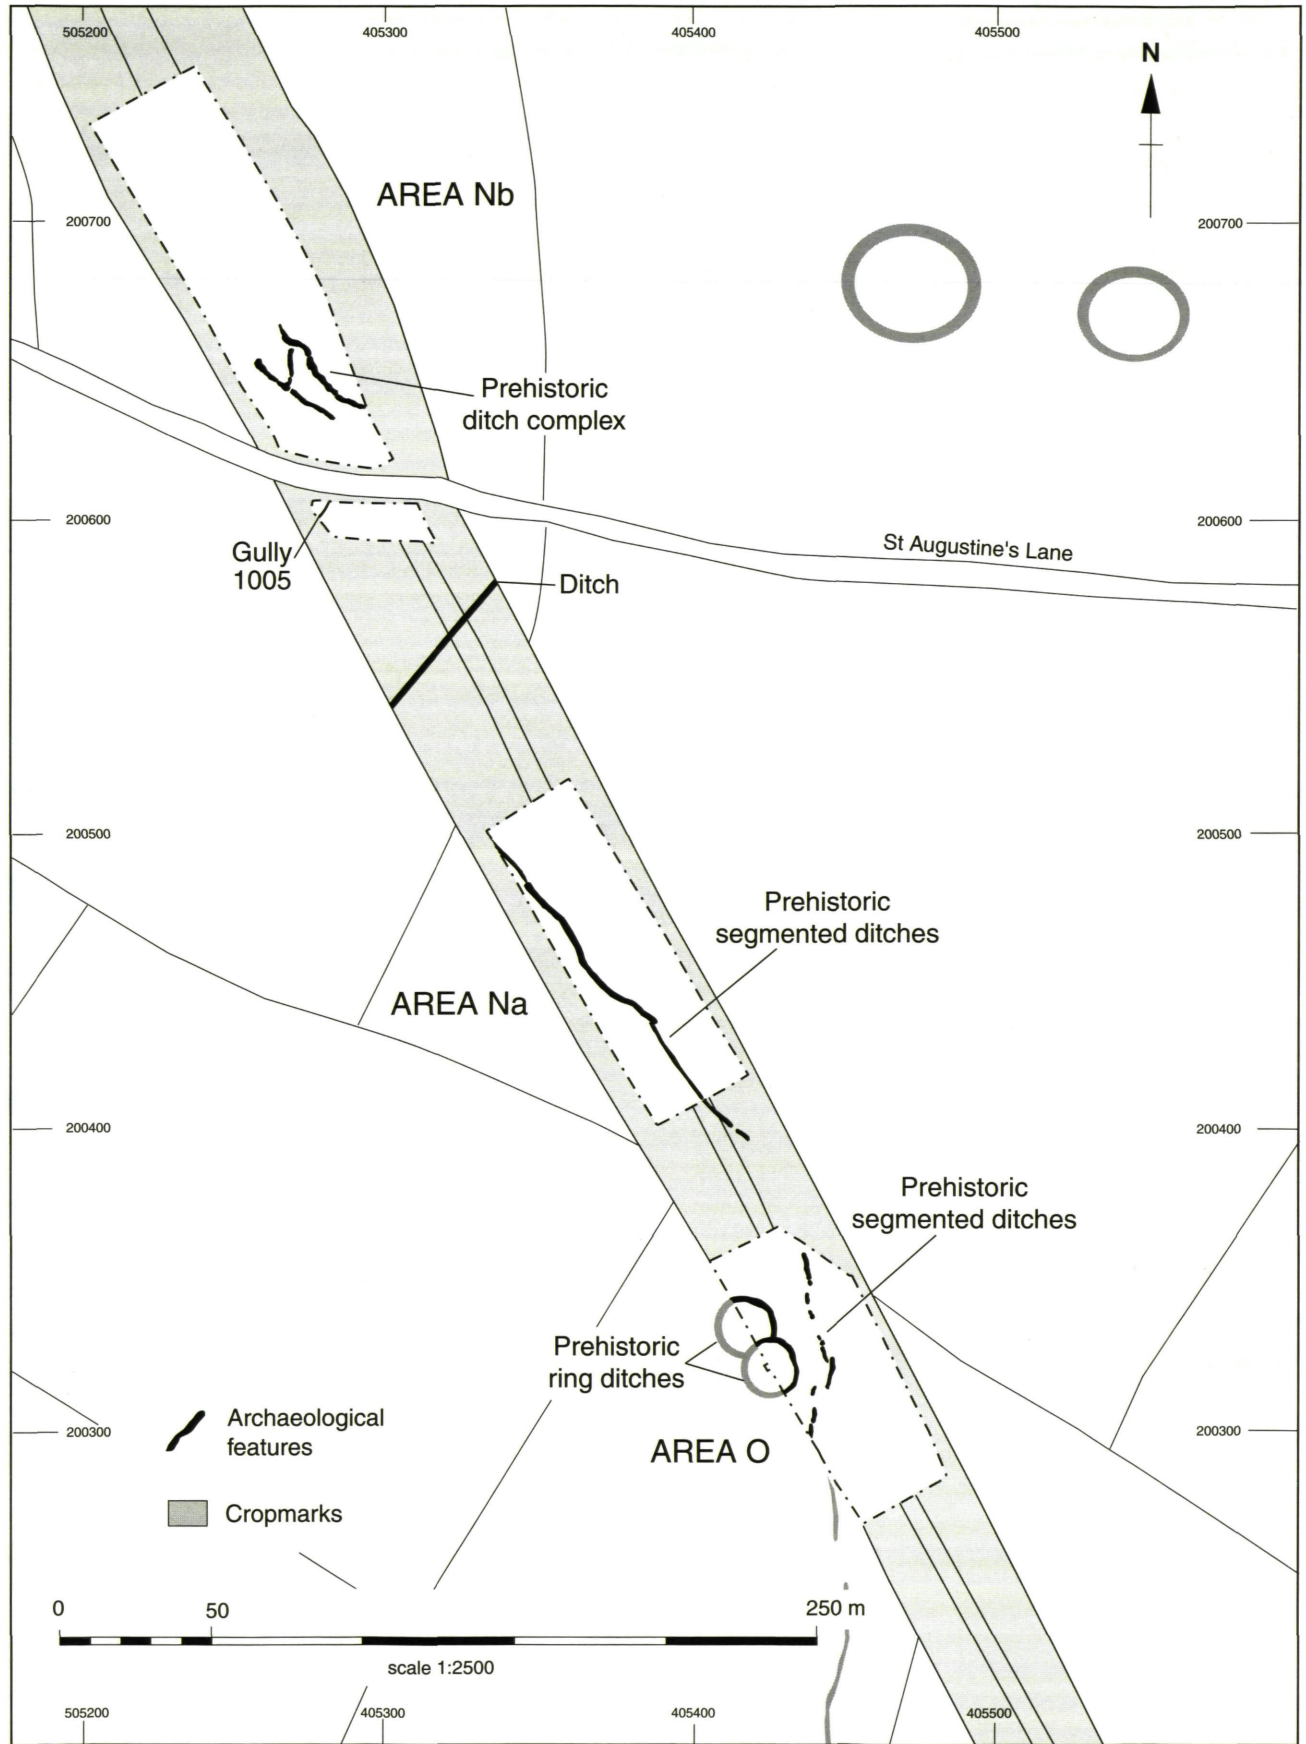 505200
405300
405400
405500
N
AREA Nb
200700
200700
Prehistoric
ditch complex
200600
200600
St Augustine's Lane
Gully
1005
Ditch
200500
200500
Prehistoric
segmented ditches
AREA Na
200400
200400
Prehistoric
segmented ditches
Prehistoric
ring ditches
Archaeological
features
200300
200300
AREA O
Cropmarks
0
50
250 m
scale 1:2500
505200
405300
405400
405500